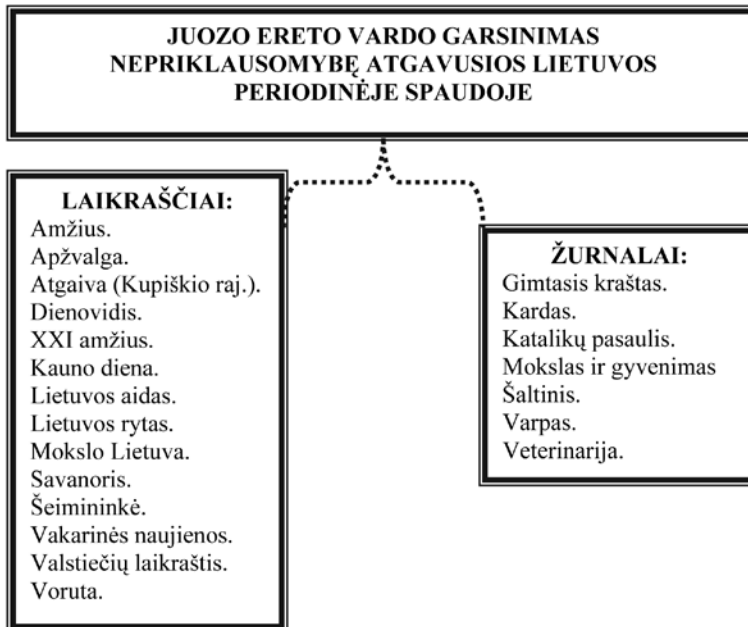 JUOZO ERETO VARDO GARSINIMAS
NEPRIKLAUSOMYBĘ ATGAVUSIOS LIETUVOS
PERIODINĖJE SPAUDOJE
LAIKRAŠČIAI:
Amžius.
Apžvalga.
Atgaiva (Kupiškio raj.).
Dienovidis.
XXI amžius.
Kauno diena.
Lietuvos aidas.
Lietuvos rytas.
Mokslo Lietuva.
Savanoris.
Šeimininkė.
Vakarinės naujienos.
Valstiečių laikraštis.
Voruta.
ŽURNALAI:
Gimtasis kraštas.
Kardas.
Katalikų pasaulis.
Mokslas ir gyvenimas
Šaltinis.
Varpas.
Veterinarija.